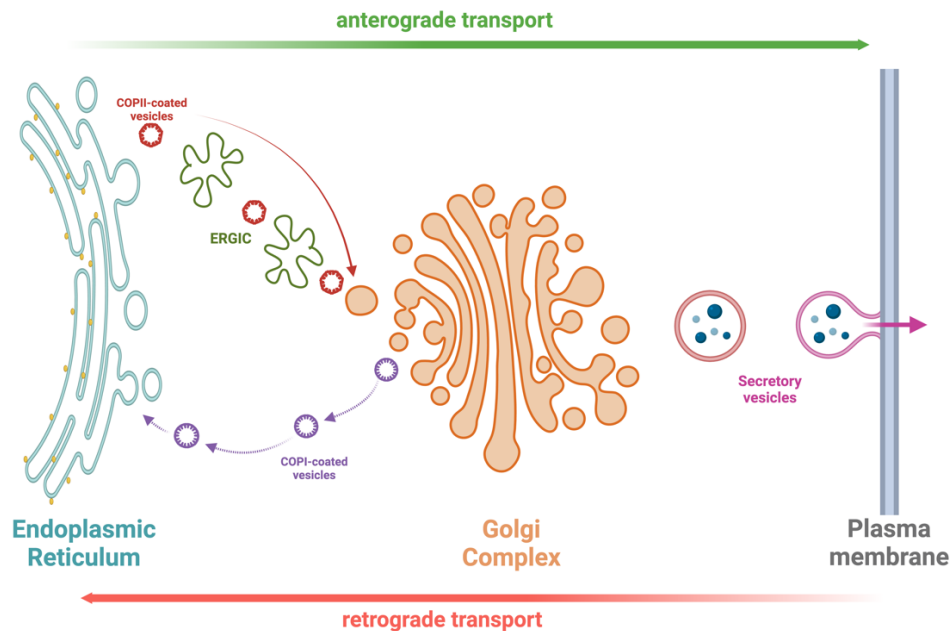 anterograde transport
COPII-coated
vesicles
ERGIC
Secretory
vesicles
COPI-coated
vesicles
Endoplasmic
Reticulum
Golgi
Complex
Plasma
membrane
retrograde transport